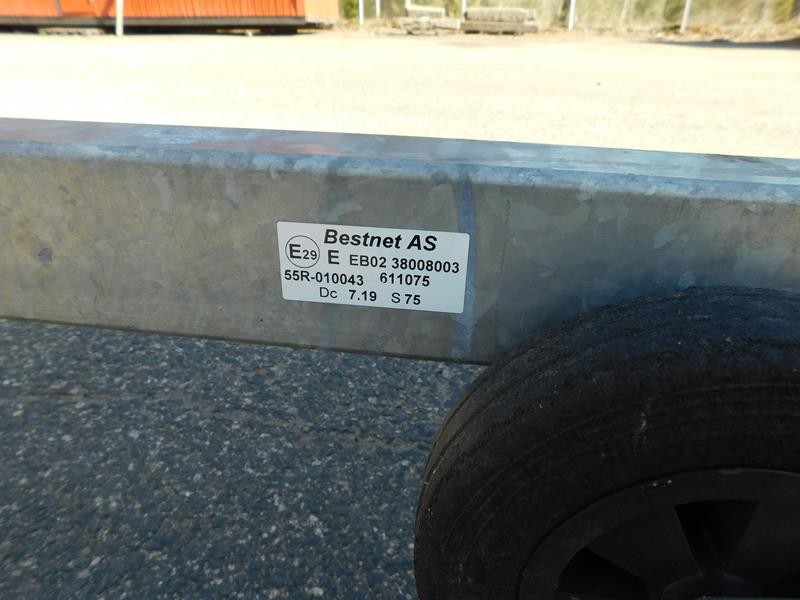 Bestnet AS
E29 E EB02 38008003
55R-010043 611075
Dc 7.19 S 75